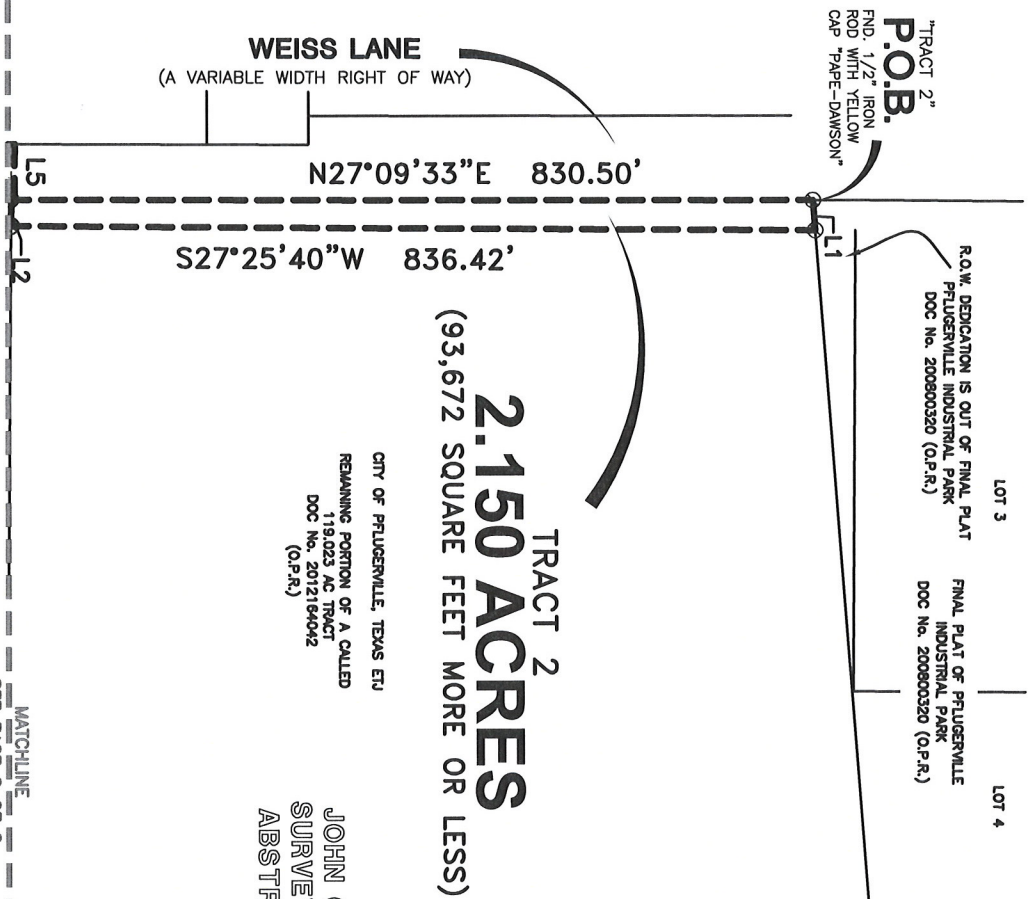 WEISS LANE
(A VARIABLE WIDTH RIGHT OF WAY)
"TRACT 2"
P.O.B.
FND. 1/2" IRON
ROD WITH YELLOW
CAP "PAPE-DAWSON"
N27°09'33"E 830.50'
S27°25'40"W 836.42'
L5
L2
L1
R.O.W. DEDICATION IS OUT OF FINAL PLAT
PFLUGERVILLE INDUSTRIAL PARK
DOC No. 200800320 (O.P.R.)
LOT 3
FINAL PLAT OF PFLUGERVILLE
INDUSTRIAL PARK
DOC No. 200800320 (O.P.R.)
LOT 4
TRACT 2
2.150 ACRES
(93,672 SQUARE FEET MORE OR LESS)
CITY OF PFLUGERVILLE, TEXAS ETJ
REMAINING PORTION OF A CALLED
119.023 AC TRACT
DOC No. 2012164042
(O.P.R.)
JOHN
SURVE
ABST
MATCHLINE